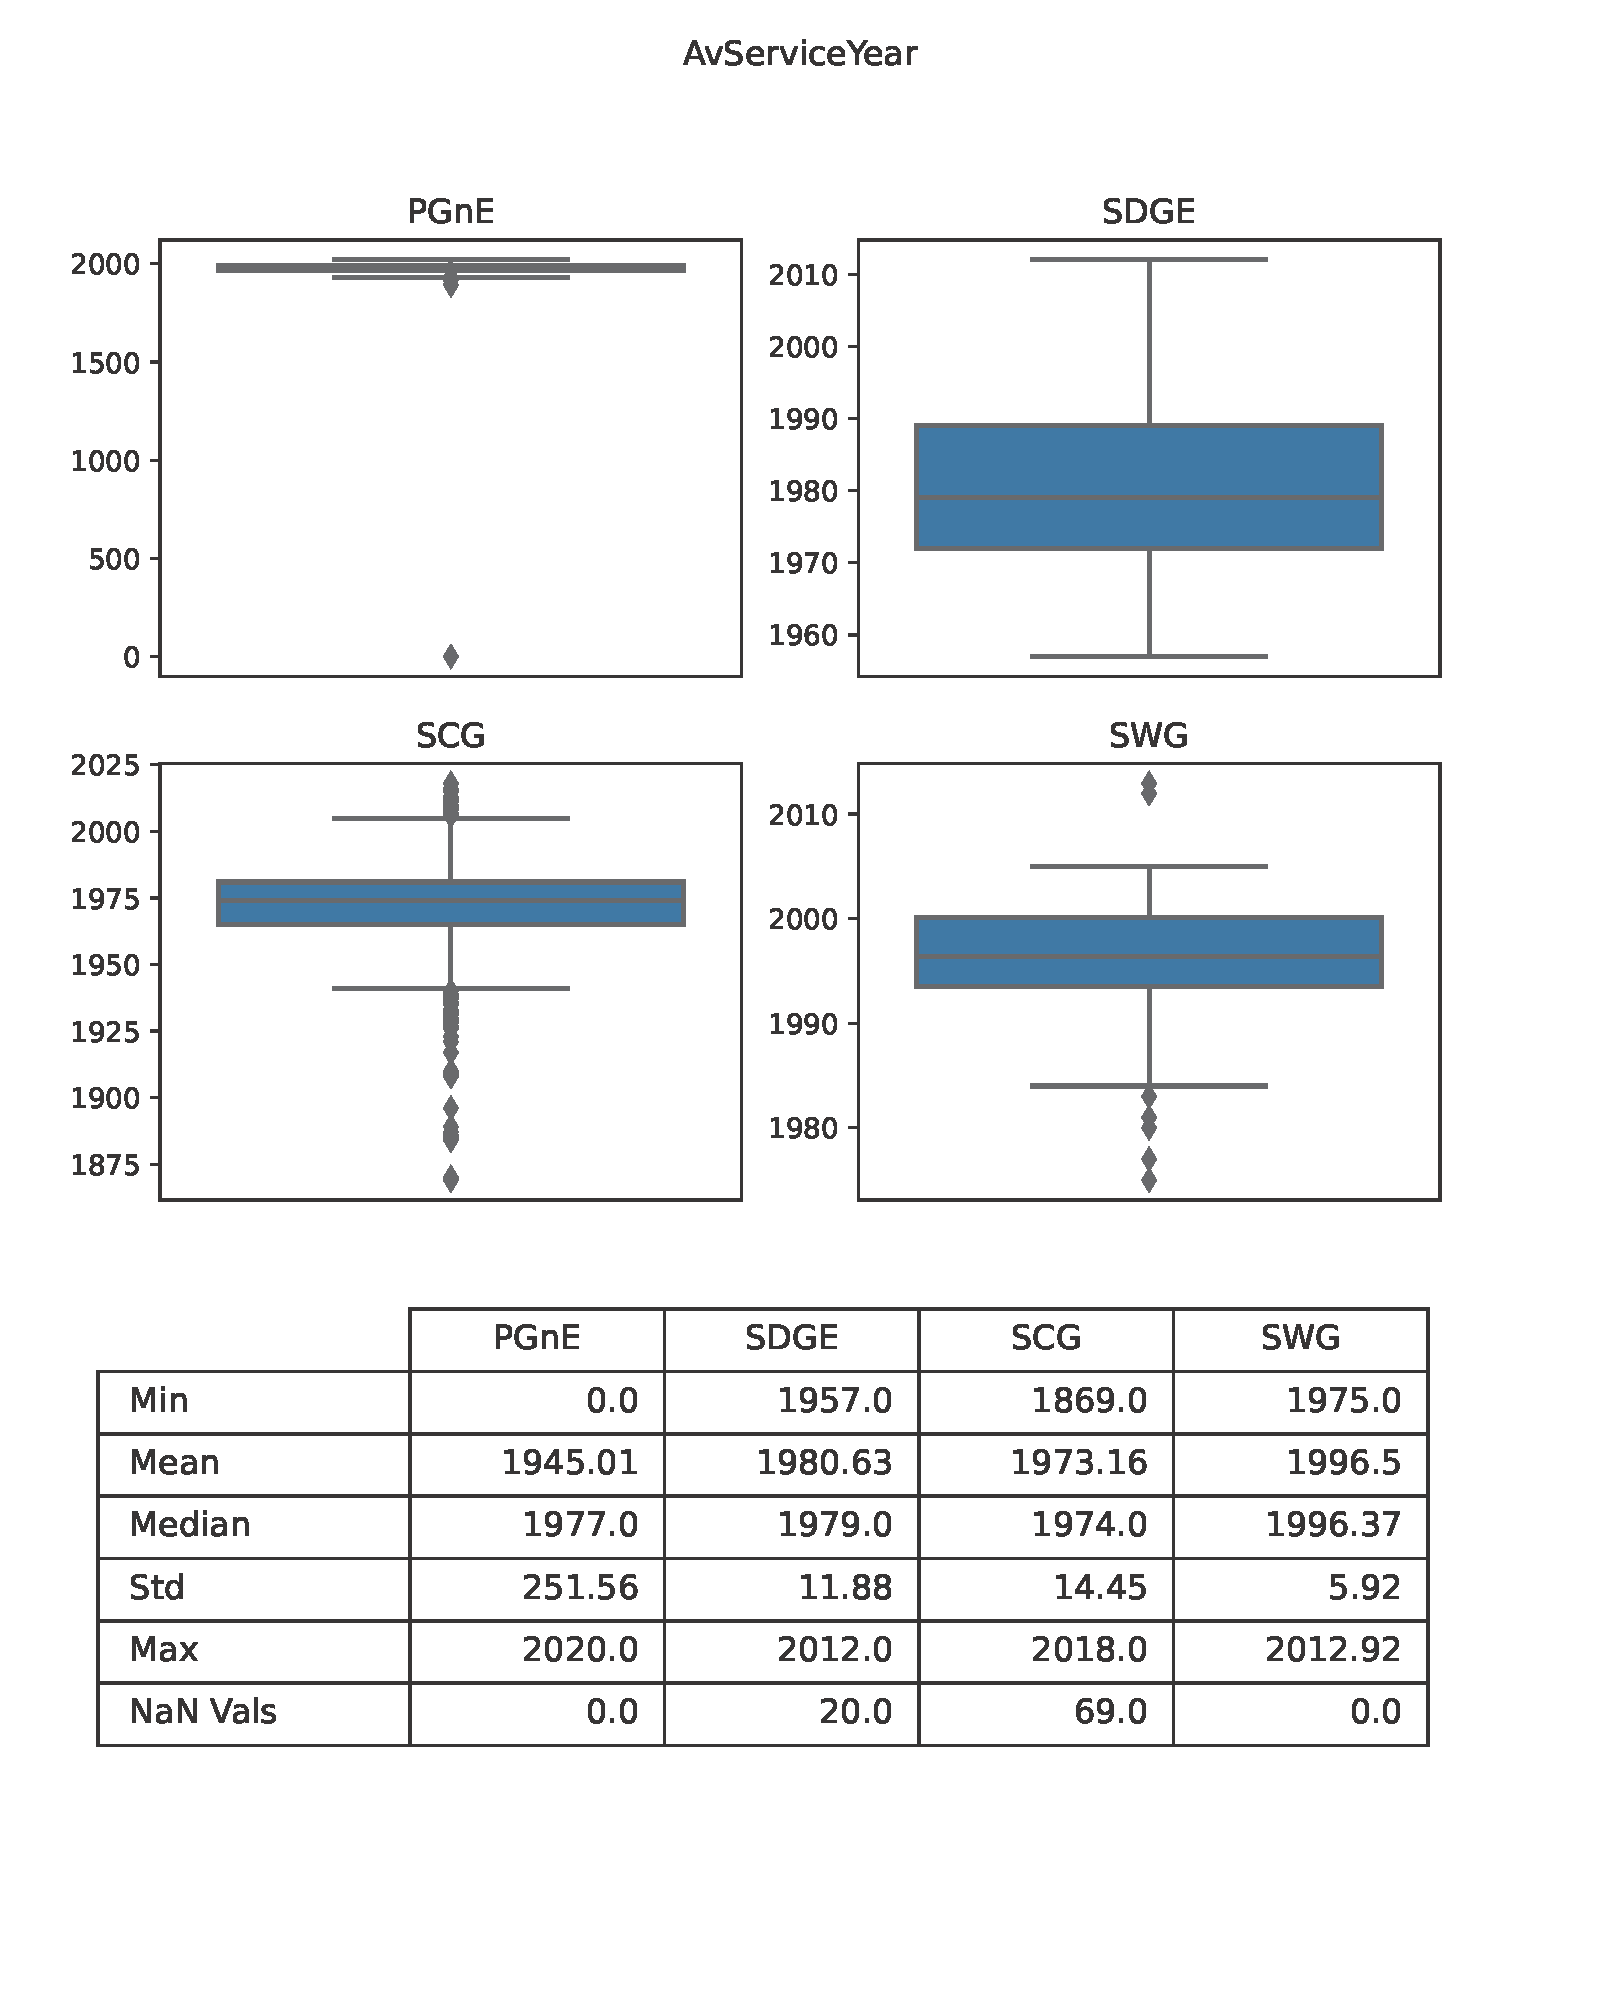 AvServiceYear
PGnE
2000
1500
1000
500
0
SDGE
2010
2000
1990
1980
1970
1960
SCG
2025
2000
1975
1950
1925
1900
1875
SWG
2010
2000
1990
1980
PGnE SDGE SCG SWG
Min 0.0 1957.0 1869.0 1975.0
Mean 1945.01 1980.63 1973.16 1996.5
Median 1977.0 1979.0 1974.0 1996.37
Std 251.56 11.88 14.45 5.92
Max 2020.0 2012.0 2018.0 2012.92
NaN Vals 0.0 20.0 69.0 0.0